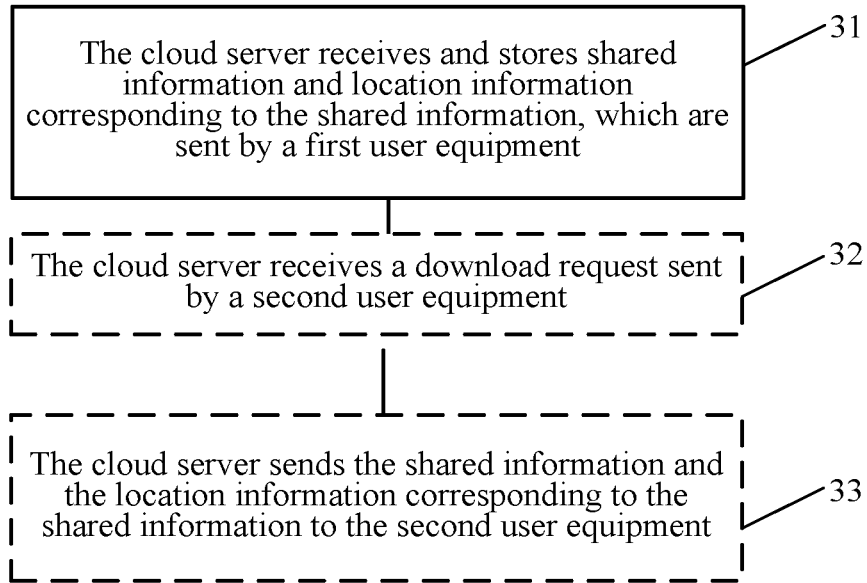 The cloud server receives and stores shared
information and location information
corresponding to the shared information, which are
sent by a first user equipment
31
The cloud server receives a download request sent
by a second user equipment
32
The cloud server sends the shared information and
the location information corresponding to the
shared information to the second user equipment
33